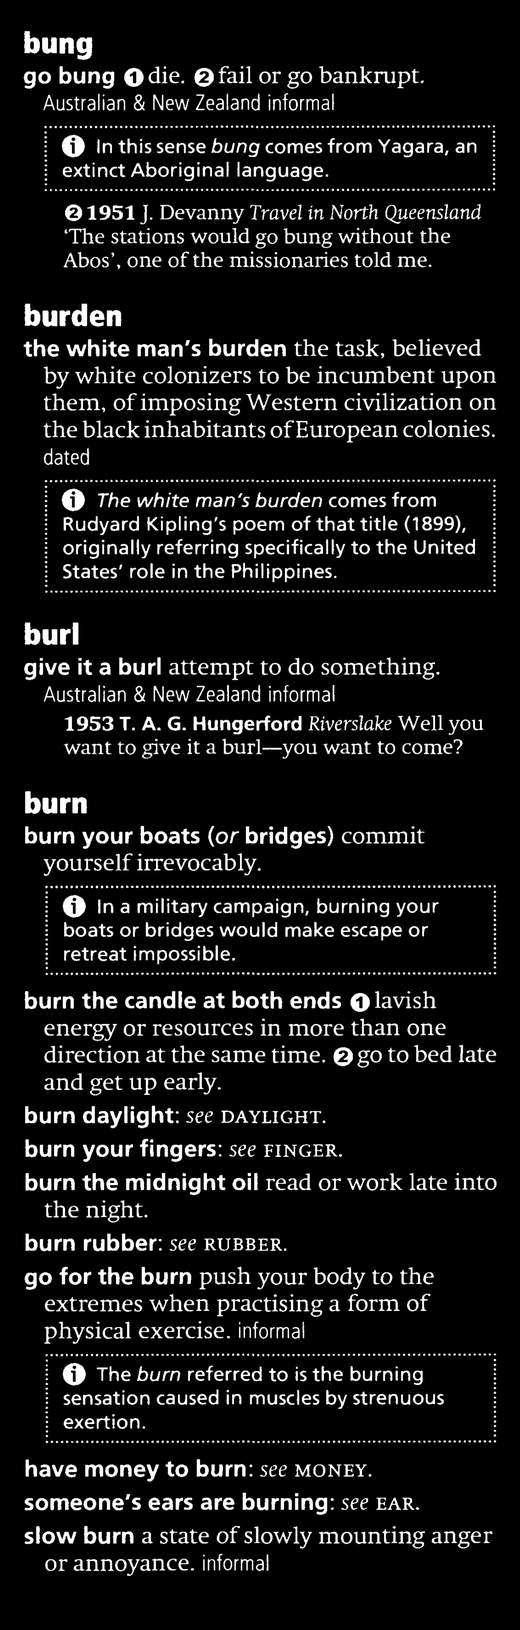 bung
go bung ❶ die. ❷ fail or go bankrupt.
Australian & New Zealand informal
ⓘ In this sense bung comes from Yagara, an
extinct Aboriginal language.
❷ 1951 J. Devanny Travel in North Queensland
‘The stations would go bung without the
Abos’, one of the missionaries told me.
burden
the white man’s burden the task, believed
by white colonizers to be incumbent upon
them, of imposing Western civilization on
the black inhabitants of European colonies.
dated
ⓘ The white man’s burden comes from
Rudyard Kipling’s poem of that title (1899),
originally referring specifically to the United
States’ role in the Philippines.
burl
give it a burl attempt to do something.
Australian & New Zealand informal
1953 T. A. G. Hungerford Riverslake Well you
want to give it a burl—you want to come?
burn
burn your boats (or bridges) commit
yourself irrevocably.
ⓘ In a military campaign, burning your
boats or bridges would make escape or
retreat impossible.
burn the candle at both ends ❶ lavish
energy or resources in more than one
direction at the same time. ❷ go to bed late
and get up early.
burn daylight: see DAYLIGHT.
burn your fingers: see FINGER.
burn the midnight oil read or work late into
the night.
burn rubber: see RUBBER.
go for the burn push your body to the
extremes when practising a form of
physical exercise. informal
ⓘ The burn referred to is the burning
sensation caused in muscles by strenuous
exertion.
have money to burn: see MONEY.
someone’s ears are burning: see EAR.
slow burn a state of slowly mounting anger
or annoyance. informal